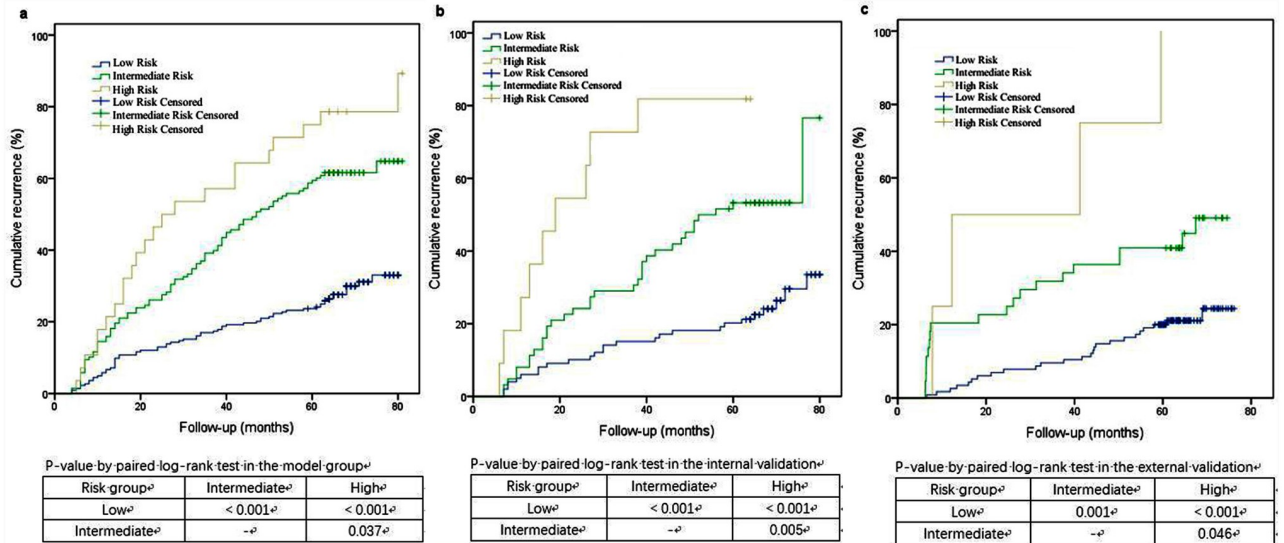 a
100
80
60
40
20
0
Cumulative recurrence (%)
Low Risk
Intermediate Risk
High Risk
Low Risk Censored
Intermediate Risk Censored
High Risk Censored
0 20 40 60 80
Follow-up (months)
P-value by paired log-rank test in the model group
Risk group Intermediate High
Low < 0.001 < 0.001
Intermediate - 0.037
b
100
80
60
40
20
0
Cumulative recurrence (%)
Low Risk
Intermediate Risk
High Risk
Low Risk Censored
Intermediate Risk Censored
High Risk Censored
0 20 40 60 80
Follow-up (months)
P-value by paired log-rank test in the internal validation
Risk group Intermediate High
Low < 0.001 < 0.001
Intermediate - 0.005
c
100
80
60
40
20
0
Cumulative recurrence (%)
Low Risk
Intermediate Risk
High Risk
Low Risk Censored
Intermediate Risk Censored
High Risk Censored
0 20 40 60 80
Follow-up (months)
P-value by paired log-rank test in the external validation
Risk group Intermediate High
Low 0.001 < 0.001
Intermediate - 0.046